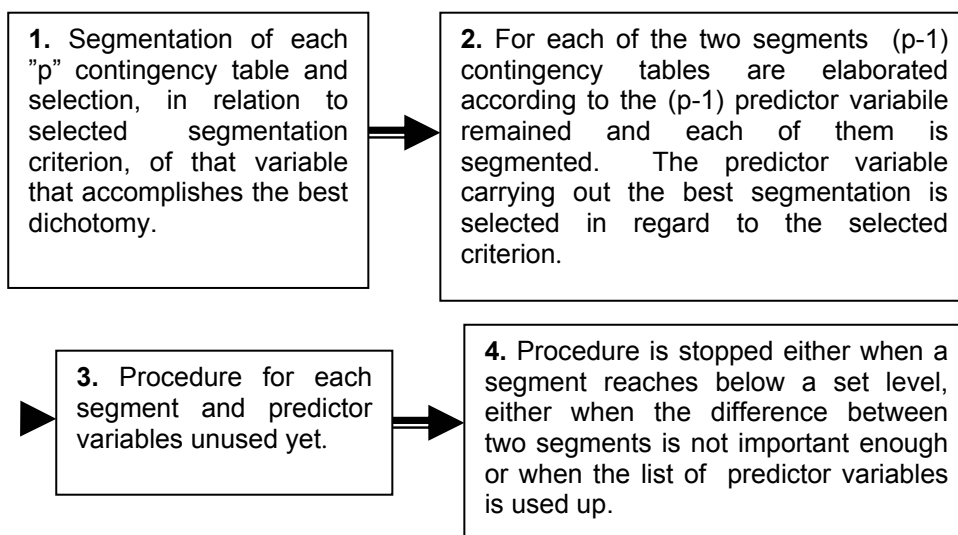 1. Segmentation of each
”p” contingency table and
selection, in relation to
selected segmentation
criterion, of that variable
that accomplishes the best
dichotomy.
2. For each of the two segments (p-1)
contingency tables are elaborated
according to the (p-1) predictor variabile
remained and each of them is
segmented. The predictor variable
carrying out the best segmentation is
selected in regard to the selected
criterion.
3. Procedure for each
segment and predictor
variables unused yet.
4. Procedure is stopped either when a
segment reaches below a set level,
either when the difference between
two segments is not important enough
or when the list of predictor variables
is used up.